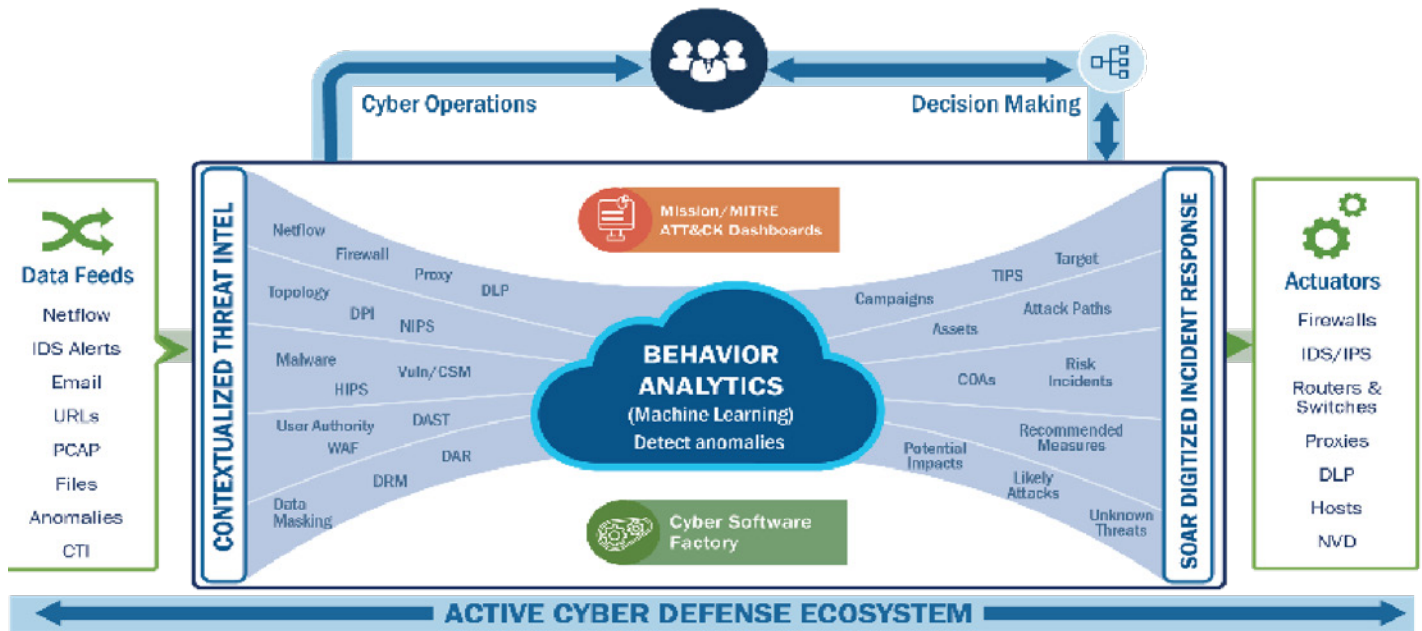 Cyber Operations
Decision Making
Data Feeds
Netflow
IDS Alerts
Email
URLs
PCAP
Files
Anomalies
CTI
CONTEXTUALIZED THREAT INTEL
Netflow
Firewall
Proxy
DLP
Topology
DPI
NIPS
Malware
HIPS
Vuln/CSM
User Authority
WAF
DAST
DAR
DRM
Data
Masking
Mission/MITRE
ATT&CK Dashboards
BEHAVIOR
ANALYTICS
(Machine Learning)
Detect anomalies
Cyber Software
Factory
Campaigns
TIPS
Target
Assets
Attack Paths
COAs
Risk
Incidents
Potential
Impacts
Recommended
Measures
Likely
Attacks
Unknown
Threats
SOAR DIGITIZED INCIDENT RESPONSE
Actuators
Firewalls
IDS/IPS
Routers &
Switches
Proxies
DLP
Hosts
NVD
ACTIVE CYBER DEFENSE ECOSYSTEM